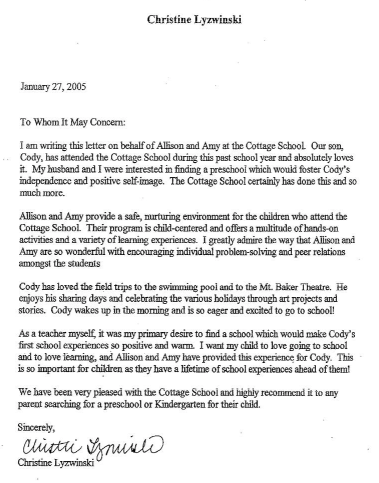 Christine Lyzwinski
January 27, 2005
To Whom It May Concern:
I am writing this letter on behalf of Allison and Amy at the Cottage School. Our son,
Cody, has attended the Cottage School during this past school year and absolutely loves
it. My husband and I were interested in finding a preschool which would foster Cody's
independence and positive self-image. The Cottage School certainly has done this and so
much more.
Allison and Amy provide a safe, nurturing environment for the children who attend the
Cottage School. Their program is child-centered and offers a multitude of hands-on
activities and a variety of learning experiences. I greatly admire the way that Allison and
Amy are so wonderful with encouraging individual problem-solving and peer relations
amongst the students
Cody has loved the field trips to the swimming pool and to the Mt. Baker Theatre. He
enjoys his sharing days and celebrating the various holidays through art projects and
stories. Cody wakes up in the morning and is so eager and excited to go to school!
As a teacher myself, it was my primary desire to find a school which would make Cody's
first school experiences so positive and warm. I want my child to love going to school
and to love learning, and Allison and Amy have provided this experience for Cody. This
is so important for children as they have a lifetime of school experiences ahead of them!
We have been very pleased with the Cottage School and highly recommend it to any
parent searching for a preschool or Kindergarten for their child.
Sincerely,
Christine Lyzwinski